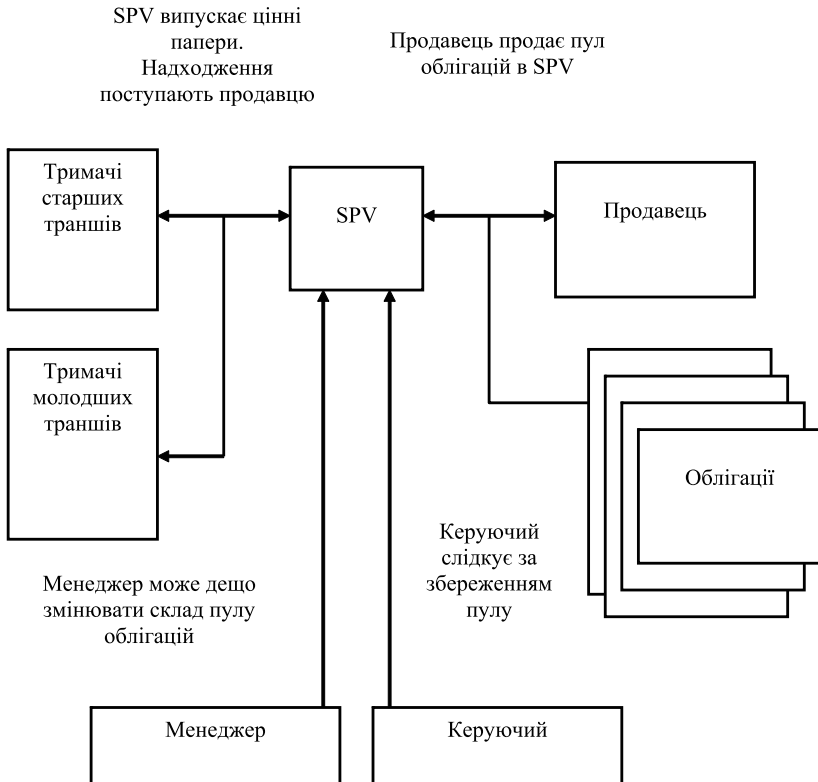 SPV випускає цінні
папери.
Надходження
поступають продавцю
Продавець продає пул
облігацій в SPV
Тримачі
старших
траншів
SPV
Продавець
Тримачі
молодших
траншів
Облігації
Керуючий
слідкує за
збереженням
пулу
Менеджер може дещо
змінювати склад пулу
облігацій
Менеджер
Керуючий